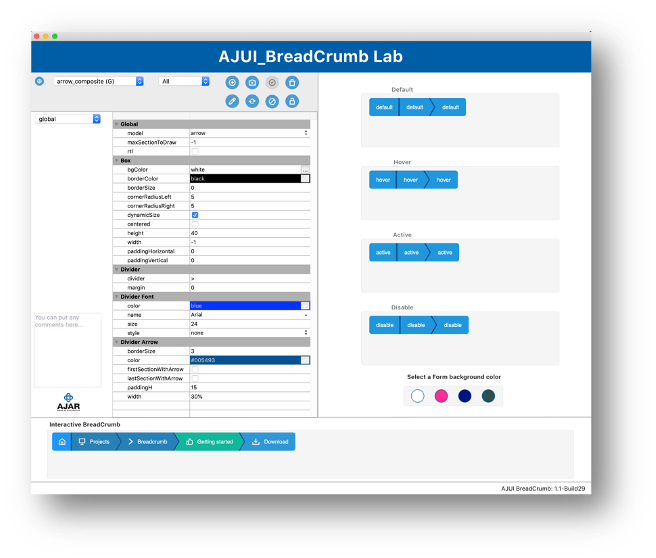 AJUI_BreadCrumb Lab
arrow_composite (G)
All
global
Global
model arrow
maxSectionToDraw -1
rtl
Box
bgColor white ...
borderColor black
borderSize 0
cornerRadiusLeft 5
cornerRadiusRight 5
dynamicSize
centered
height 40
width -1
paddingHorizontal 0
paddingVertical 0
Divider
divider >
margin 0
Divider Font
color blue
name Arial
size 24
style none
Divider Arrow
borderSize 3
color #005493
firstSectionWithArrow
lastSectionWithArrow
paddingH 15
width 30%
You can put any
comments here...
AJAR
Default
default default default
Hover
hover hover hover
Active
active active active
Disable
disable disable disable
Select a Form background color
Interactive BreadCrumb
Projects Breadcrumb Getting started Download
AJUI BreadCrumb: 1.1-Build29